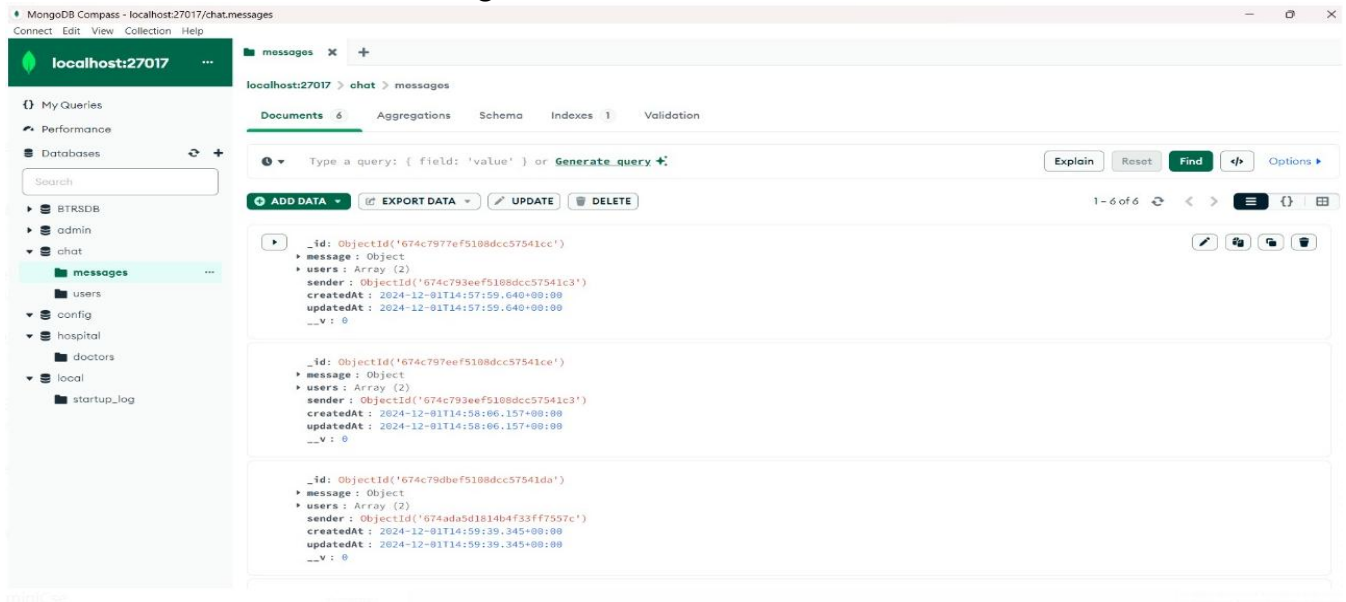 MongoDB Compass - localhost:27017/chat.messages
Connect Edit View Collection Help
localhost:27017 ...
My Queries
Performance
Databases
Search
BTRSDB
admin
chat
messages ...
users
config
hospital
doctors
local
startup_log
messages
localhost:27017 > chat > messages
Documents 6 Aggregations Schema Indexes 1 Validation
Type a query: { field: 'value' } or Generate query
Explain Reset Find </> Options
ADD DATA EXPORT DATA UPDATE DELETE
1 – 6 of 6
_id: ObjectId('674c7977ef5108dcc57541cc')
message : Object
users : Array (2)
sender : ObjectId('674c793eef5108dcc57541c3')
createdAt : 2024-12-01T14:57:59.640+00:00
updatedAt : 2024-12-01T14:57:59.640+00:00
__v : 0
_id: ObjectId('674c797eef5108dcc57541ce')
message : Object
users : Array (2)
sender : ObjectId('674c793eef5108dcc57541c3')
createdAt : 2024-12-01T14:58:06.157+00:00
updatedAt : 2024-12-01T14:58:06.157+00:00
__v : 0
_id: ObjectId('674c79dbef5108dcc57541da')
message : Object
users : Array (2)
sender : ObjectId('674ada5d1814b4f33ff7557c')
createdAt : 2024-12-01T14:59:39.345+00:00
updatedAt : 2024-12-01T14:59:39.345+00:00
__v : 0